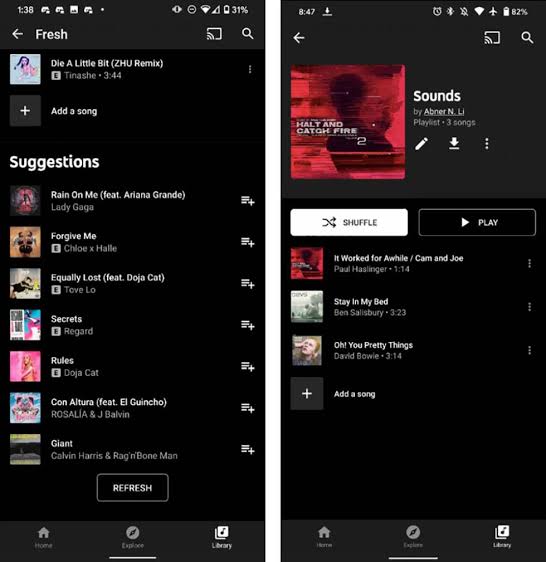 1:38
31%
Fresh
Die A Little Bit (ZHU Remix)
E Tinashe • 3:44
Add a song
Suggestions
Rain On Me (feat. Ariana Grande)
Lady Gaga
Forgive Me
E Chloe x Halle
Equally Lost (feat. Doja Cat)
E Tove Lo
Secrets
E Regard
Rules
E Doja Cat
Con Altura (feat. El Guincho)
ROSALÍA & J Balvin
Giant
Calvin Harris & Rag'n'Bone Man
REFRESH
Home
Explore
Library
8:47
82%
HALT AND
CATCH FIRE
2
Sounds
by Abner N. Li
Playlist • 3 songs
SHUFFLE
PLAY
It Worked for Awhile / Cam and Joe
Paul Haslinger • 1:14
Stay In My Bed
Ben Salisbury • 3:23
Oh! You Pretty Things
David Bowie • 3:14
Add a song
Home
Explore
Library